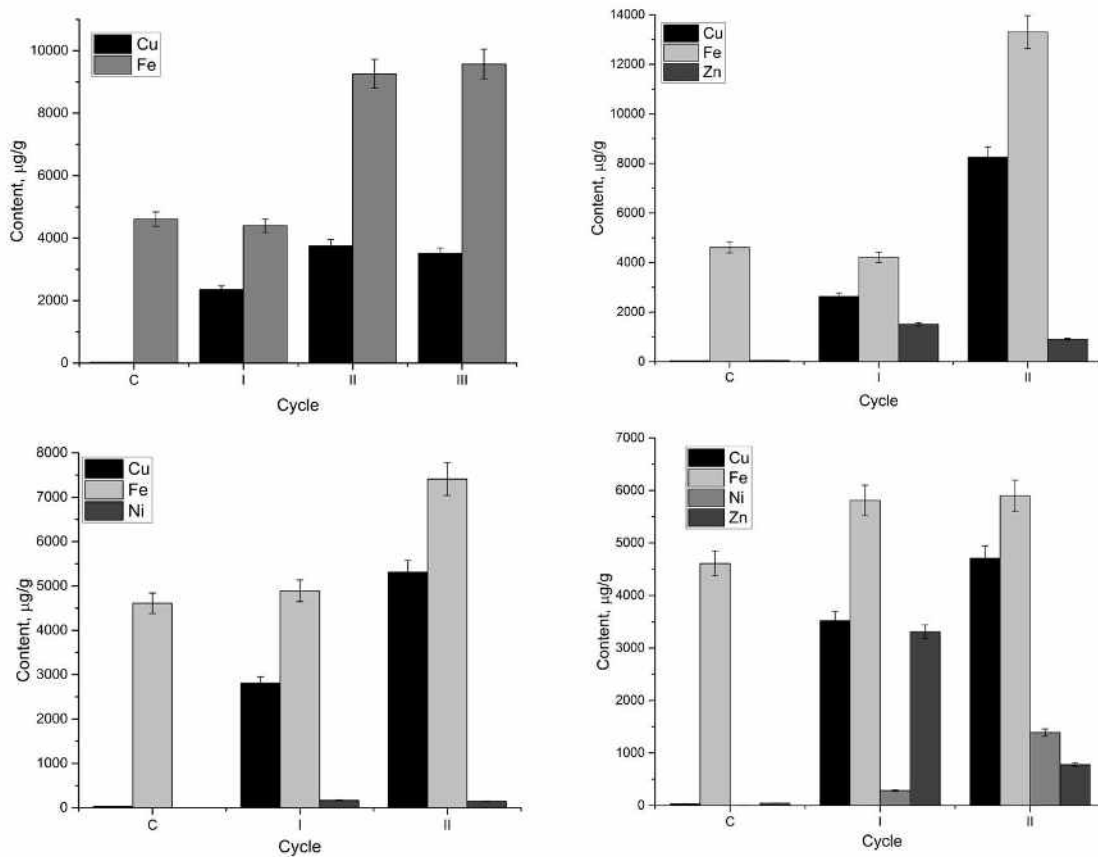 Cu
Fe
10000
8000
6000
4000
2000
0
Content, µg/g
C I II III
Cycle
Cu
Fe
Zn
14000
12000
10000
8000
6000
4000
2000
0
Content, µg/g
C I II
Cycle
Cu
Fe
Ni
8000
7000
6000
5000
4000
3000
2000
1000
0
Content, µg/g
C I II
Cycle
Cu
Fe
Ni
Zn
7000
6000
5000
4000
3000
2000
1000
0
Content, µg/g
C I II
Cycle